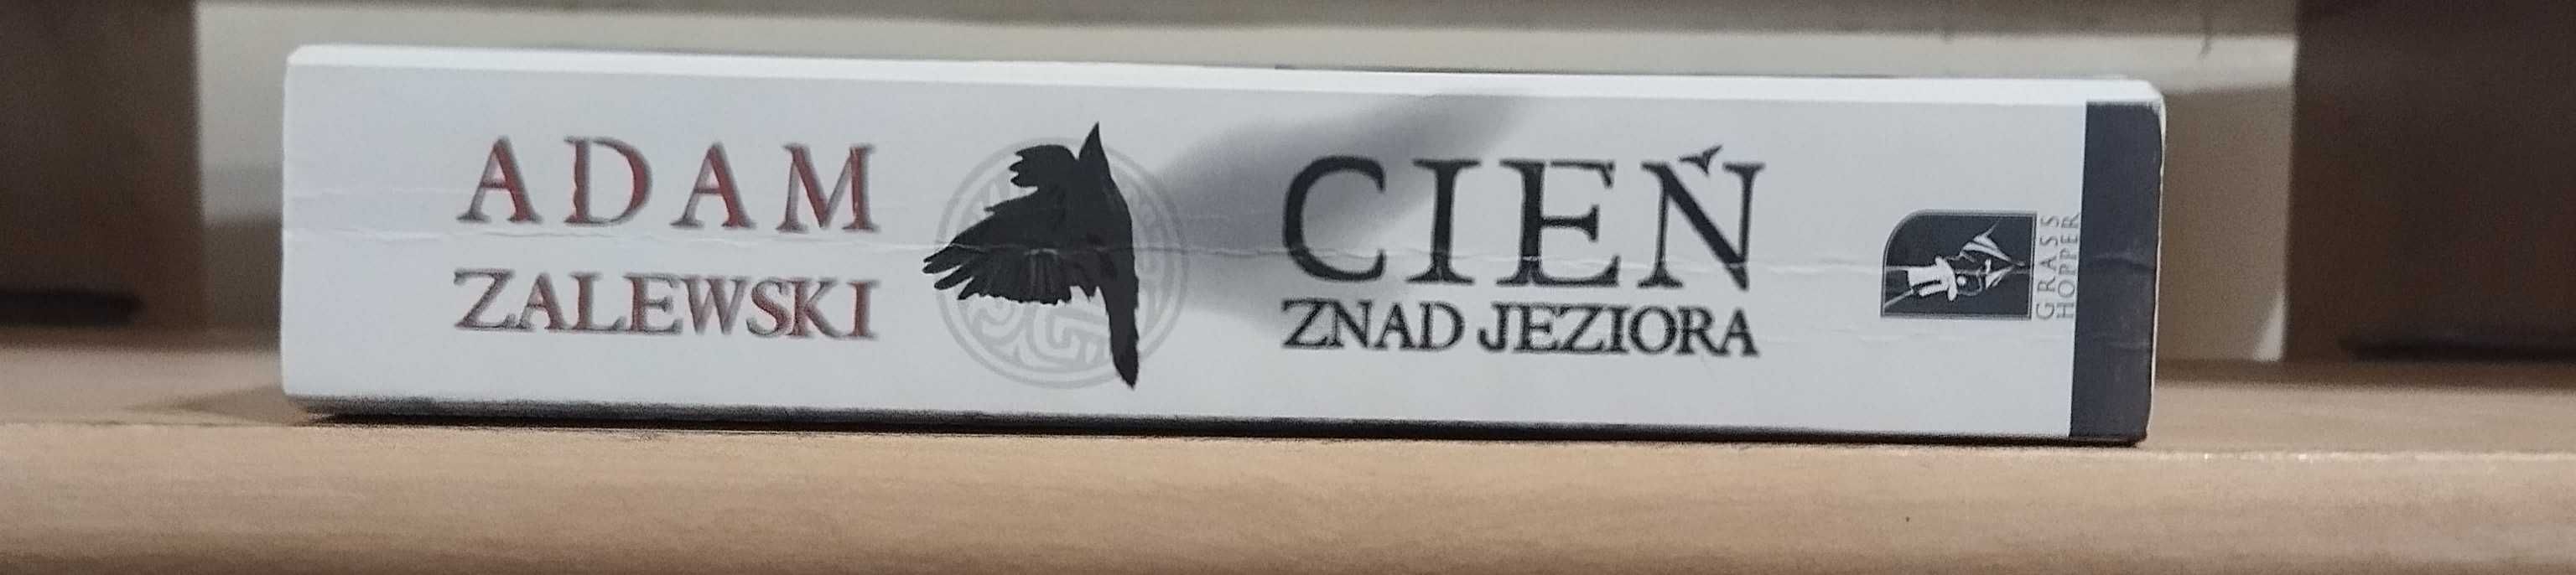 ADAM
ZALEWSKI
CIEŃ
ZNAD JEZIORA
GRASS
HOPPER